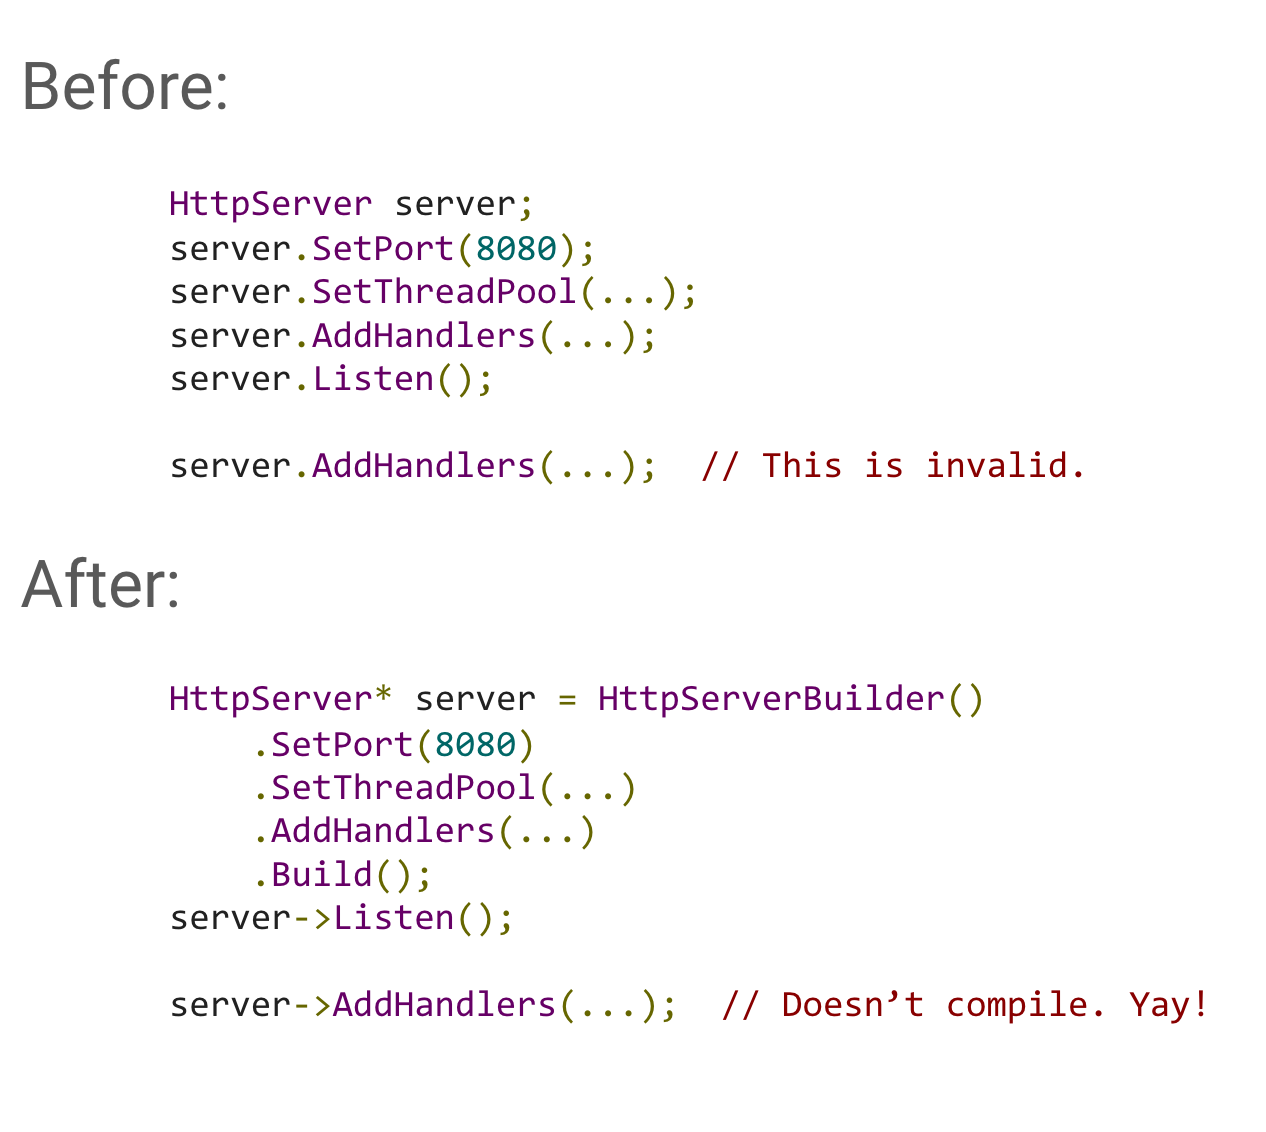 Before:
HttpServer server;
server.SetPort(8080);
server.SetThreadPool(...);
server.AddHandlers(...);
server.Listen();
server.AddHandlers(...);  // This is invalid.
After:
HttpServer* server = HttpServerBuilder()
    .SetPort(8080)
    .SetThreadPool(...)
    .AddHandlers(...)
    .Build();
server->Listen();
server->AddHandlers(...);  // Doesn’t compile. Yay!